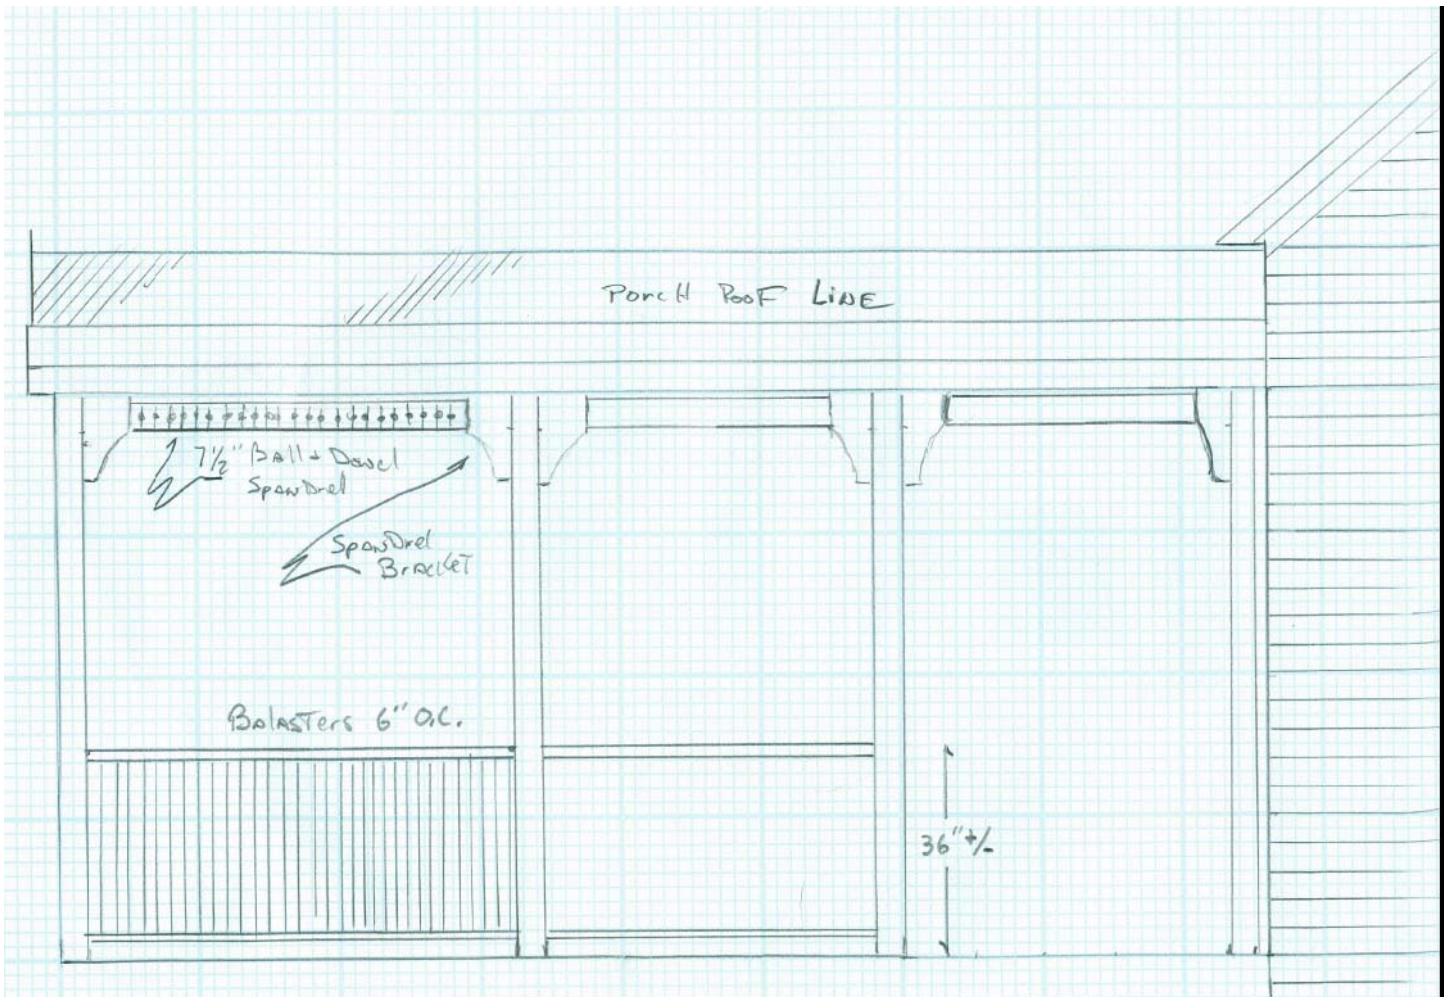 Porch Roof Line
7½" Ball + Dowel
Spandrel
Spandrel
Bracket
Balasters 6" O.C.
36" +/-